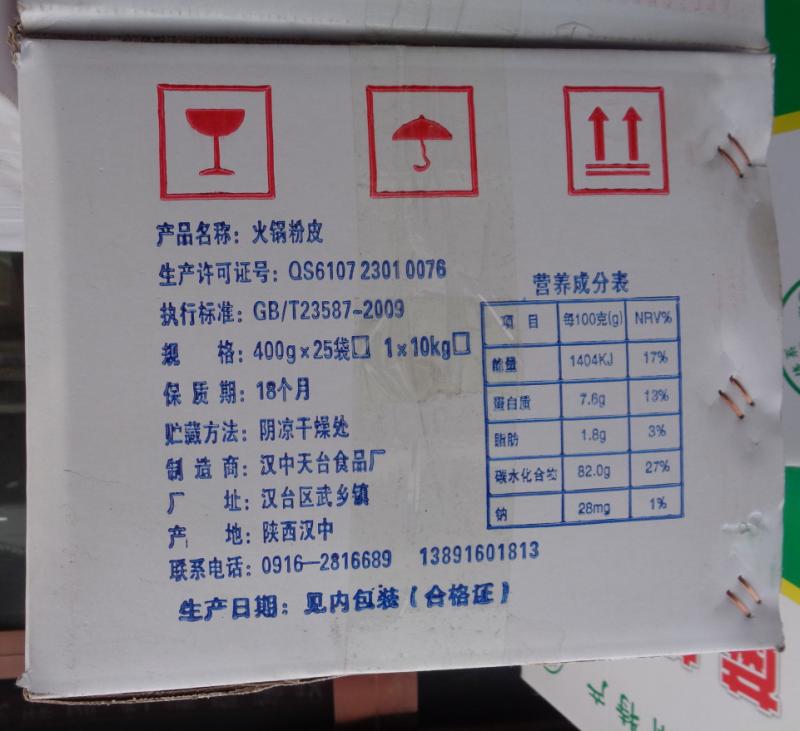 产品名称：火锅粉皮
生产许可证号：QS6107 2301 0076
执行标准：GB/T23587-2009
规 格：400g×25袋□ 1×10kg□
保 质 期：18个月
贮藏方法：阴凉干燥处
制 造 商：汉中天台食品厂
厂 址：汉台区武乡镇
产 地：陕西汉中
联系电话：0916—2816689 13891601813
生产日期：见内包装（合格证）
营养成分表
项 目 每100克(g) NRV%
能量 1404KJ 17%
蛋白质 7.6g 13%
脂肪 1.8g 3%
碳水化合物 82.0g 27%
钠 28mg 1%
特产